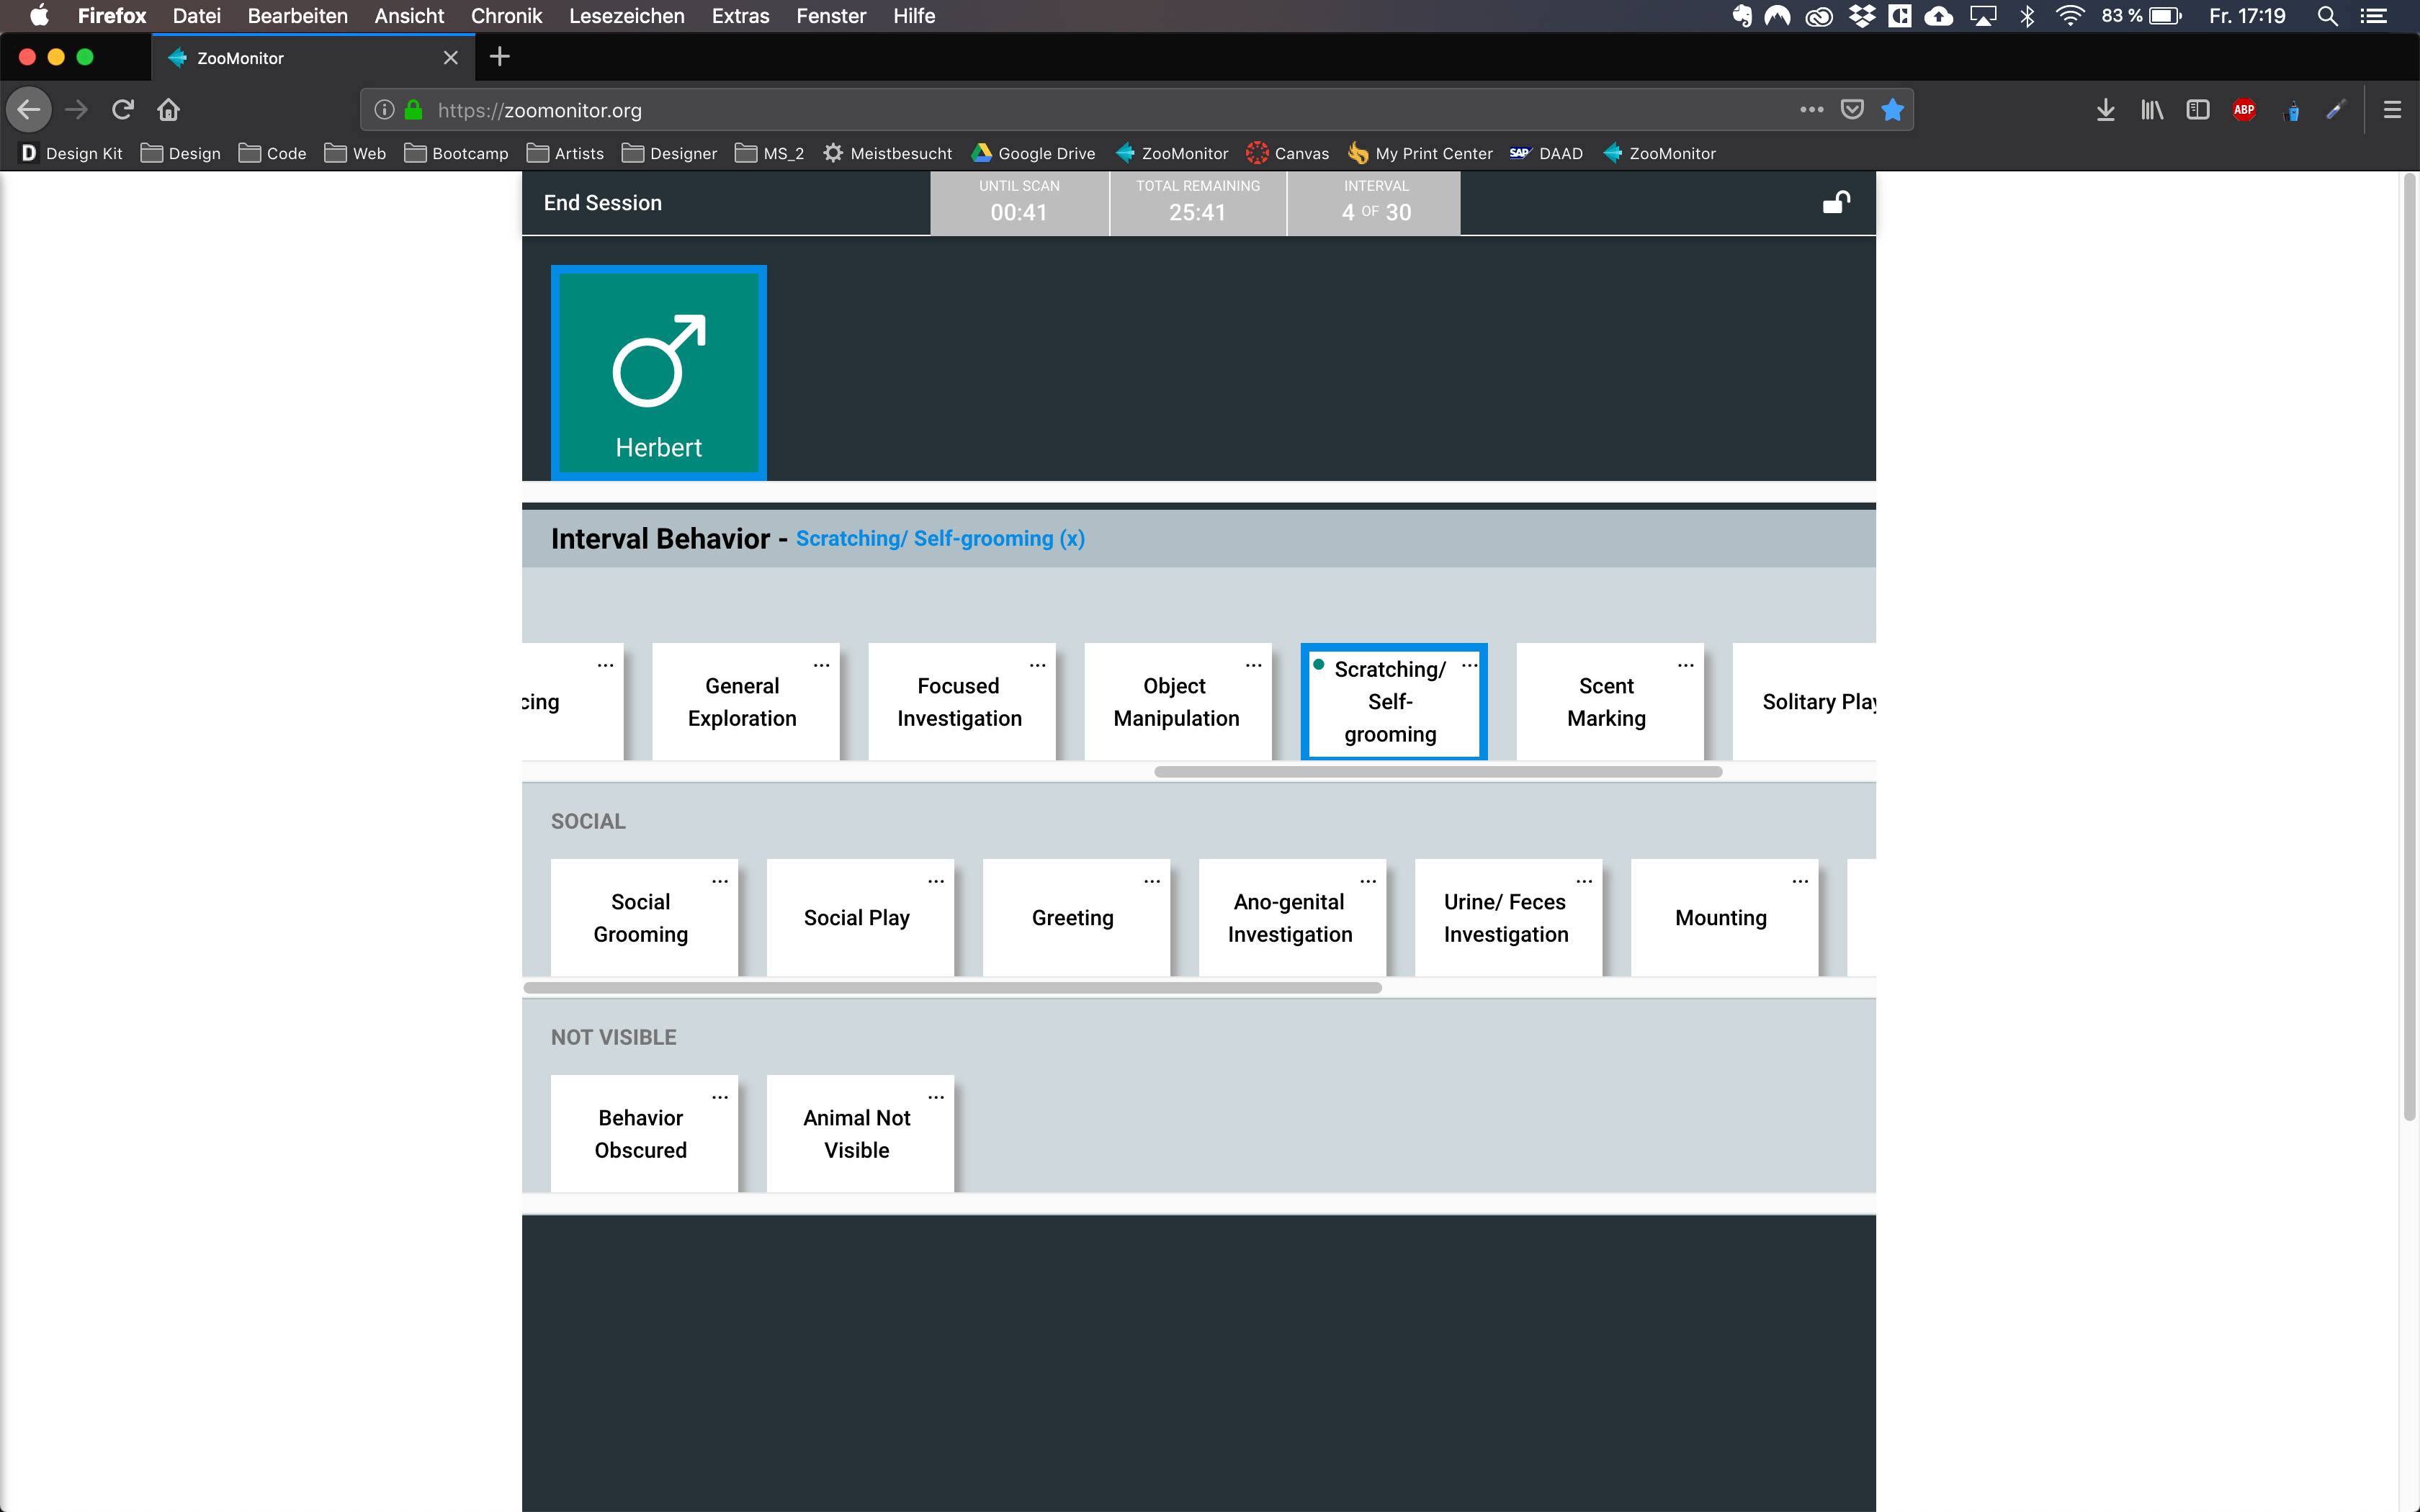 Firefox Datei Bearbeiten Ansicht Chronik Lesezeichen Extras Fenster Hilfe 83 % Fr. 17:19
ZooMonitor
https://zoomonitor.org
ABP
D Design Kit Design Code Web Bootcamp Artists Designer MS_2 Meistbesucht Google Drive ZooMonitor Canvas My Print Center SAP DAAD ZooMonitor
End Session
UNTIL SCAN
00:41
TOTAL REMAINING
25:41
INTERVAL
4 OF 30
Herbert
Interval Behavior - Scratching/ Self-grooming (x)
cing
General
Exploration
Focused
Investigation
Object
Manipulation
Scratching/
Self-
grooming
Scent
Marking
Solitary Play
SOCIAL
Social
Grooming
Social Play
Greeting
Ano-genital
Investigation
Urine/ Feces
Investigation
Mounting
NOT VISIBLE
Behavior
Obscured
Animal Not
Visible